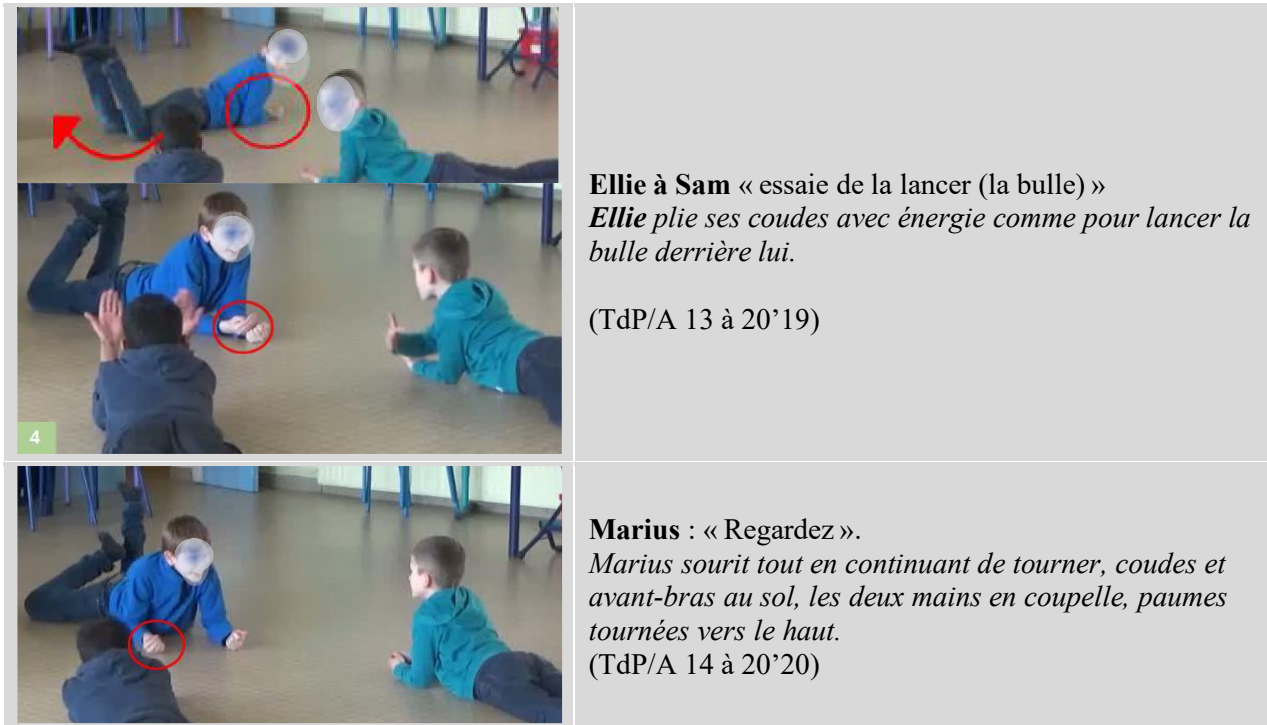 Ellie à Sam « essaie de la lancer (la bulle) »
Ellie plie ses coudes avec énergie comme pour lancer la
bulle derrière lui.
(TdP/A 13 à 20’19)
4
Marius : « Regardez ».
Marius sourit tout en continuant de tourner, coudes et
avant-bras au sol, les deux mains en coupelle, paumes
tournées vers le haut.
(TdP/A 14 à 20’20)